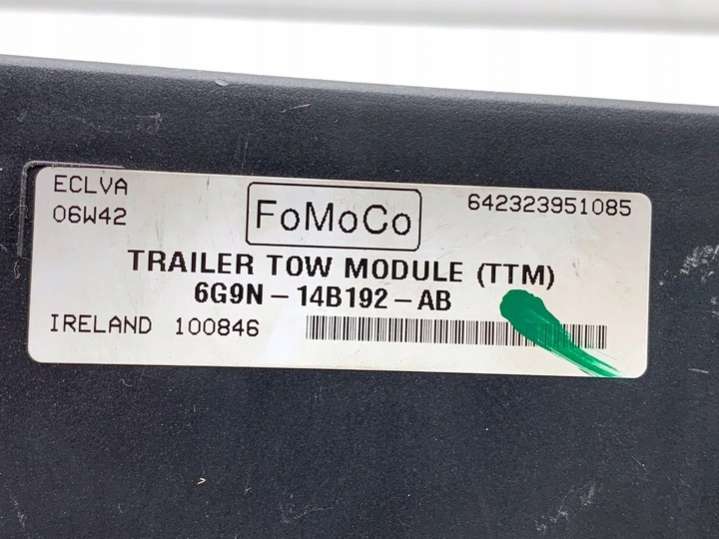 ECLVA
06W42
FoMoCo
642323951085
TRAILER TOW MODULE (TTM)
6G9N-14B192-AB
IRELAND 100846